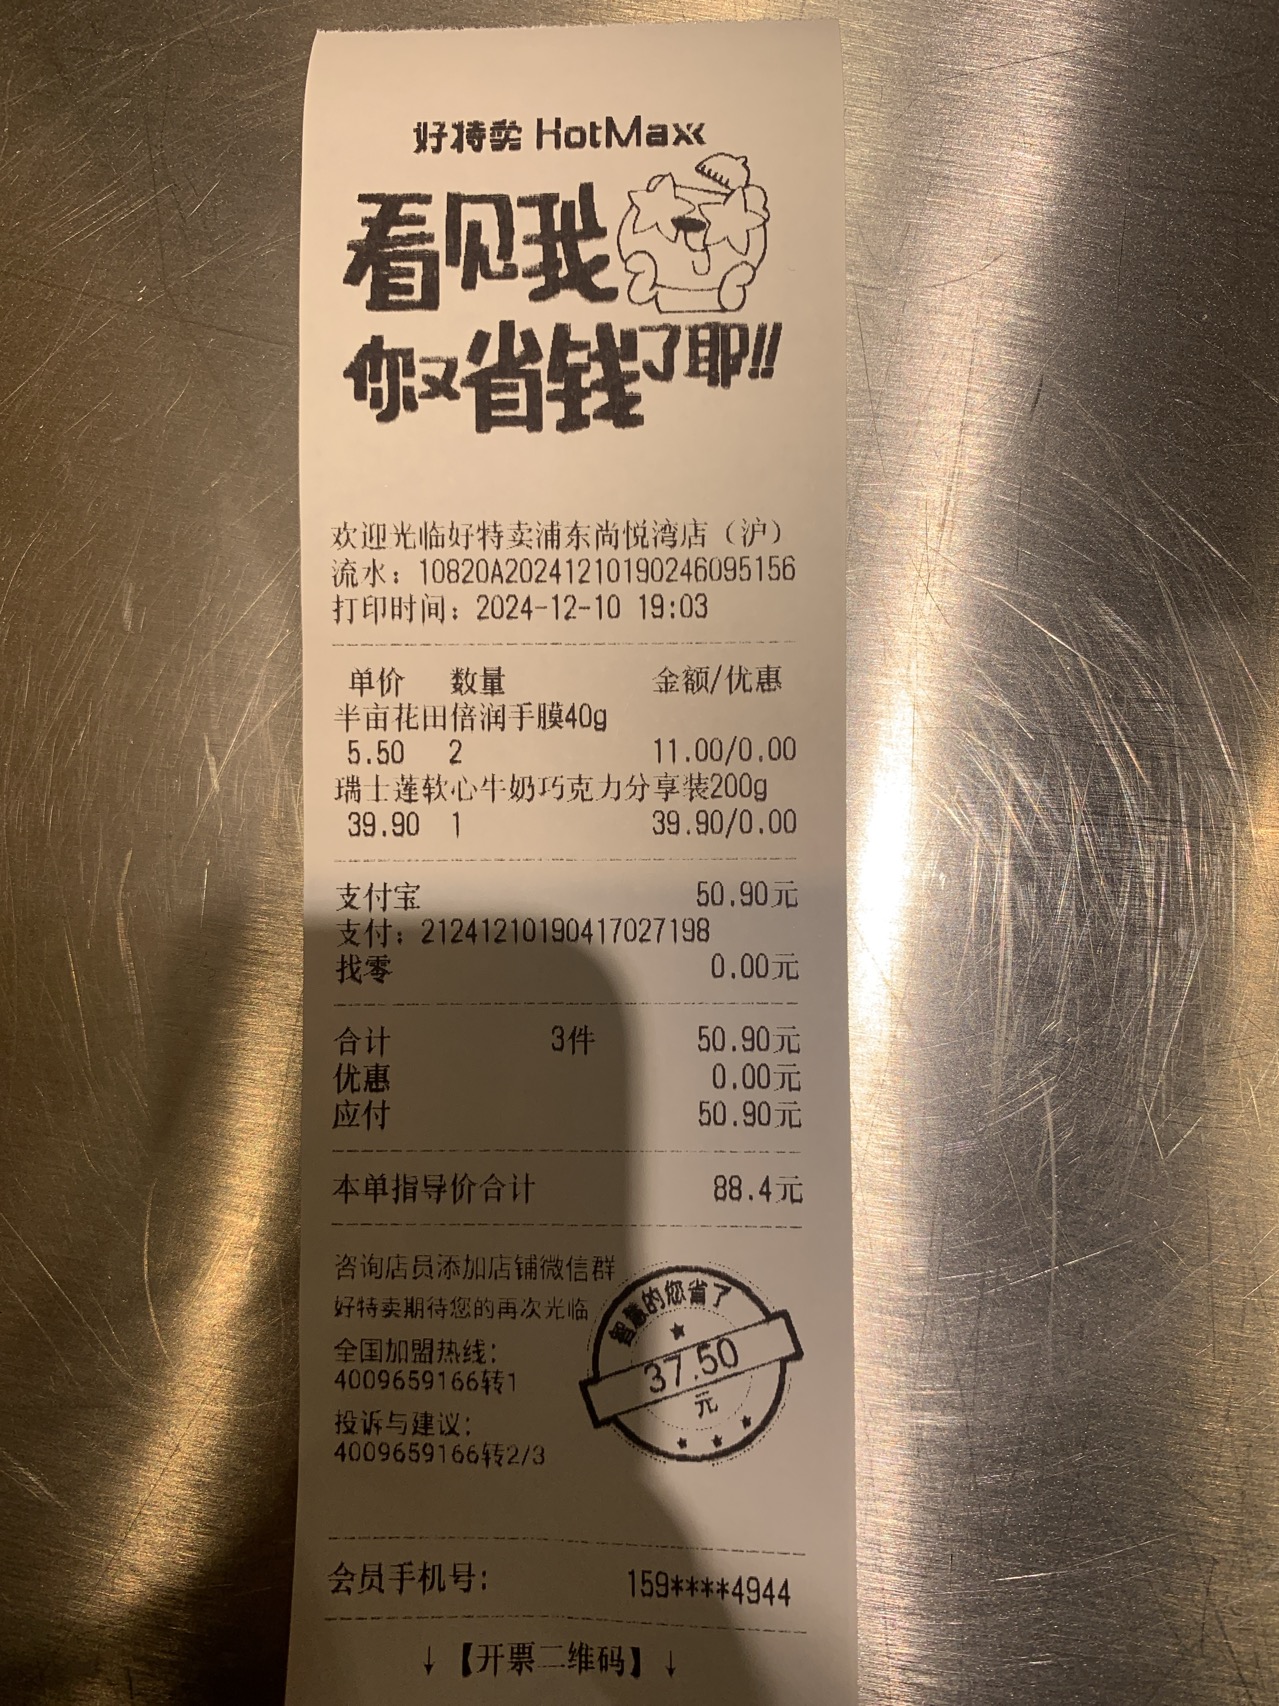 好特卖 HotMaxx
看见我
你又省钱了耶!!
欢迎光临好特卖浦东尚悦湾店（沪）
流水：10820A20241210190246095156
打印时间：2024-12-10 19:03
单价 数量 金额/优惠
半亩花田倍润手膜40g
5.50 2 11.00/0.00
瑞士莲软心牛奶巧克力分享装200g
39.90 1 39.90/0.00
支付宝 50.90元
支付：21241210190417027198
找零 0.00元
合计 3件 50.90元
优惠 0.00元
应付 50.90元
本单指导价合计 88.4元
咨询店员添加店铺微信群
好特卖期待您的再次光临
全国加盟热线：
4009659166转1
投诉与建议：
4009659166转2/3
智慧的您省了
37.50
元
会员手机号： 159****4944
↓【开票二维码】↓